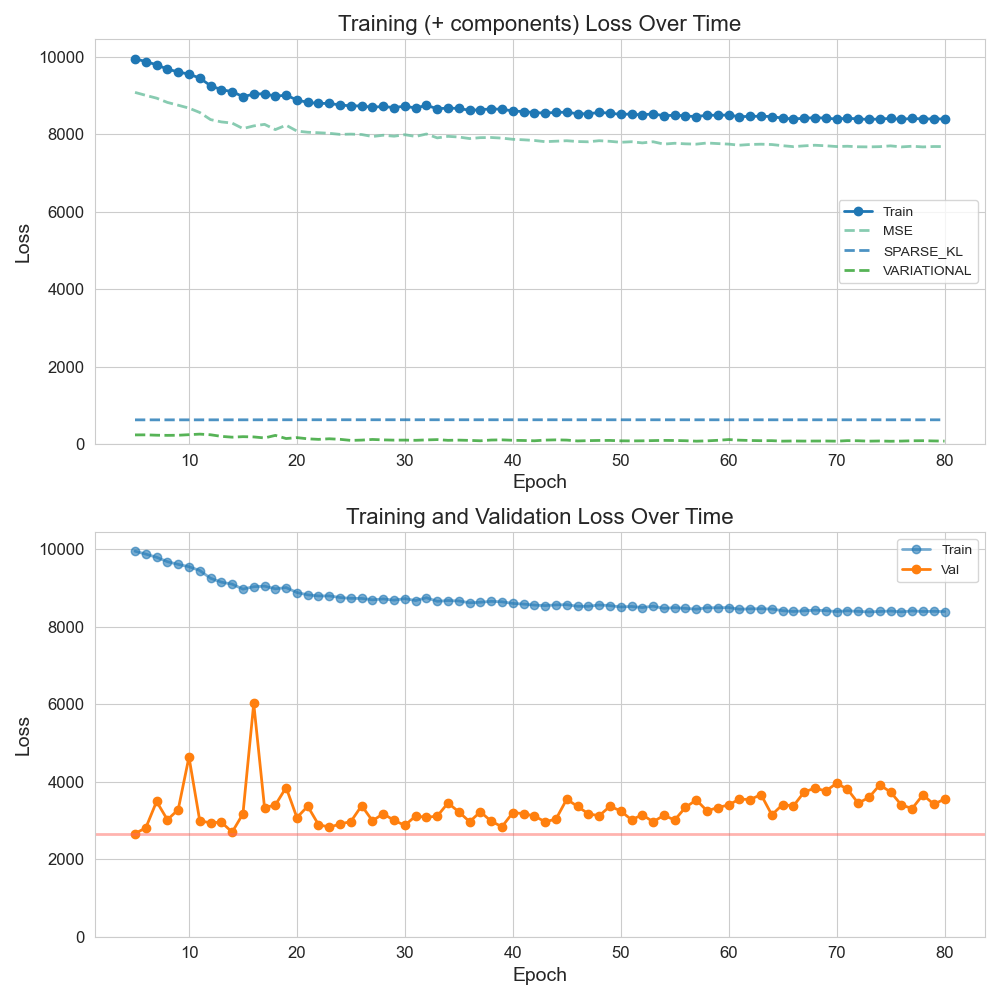 Training (+ components) Loss Over Time
Loss
10000
8000
6000
4000
2000
0
Train
MSE
SPARSE_KL
VARIATIONAL
10 20 30 40 50 60 70 80
Epoch
Training and Validation Loss Over Time
Loss
10000
8000
6000
4000
2000
0
Train
Val
10 20 30 40 50 60 70 80
Epoch